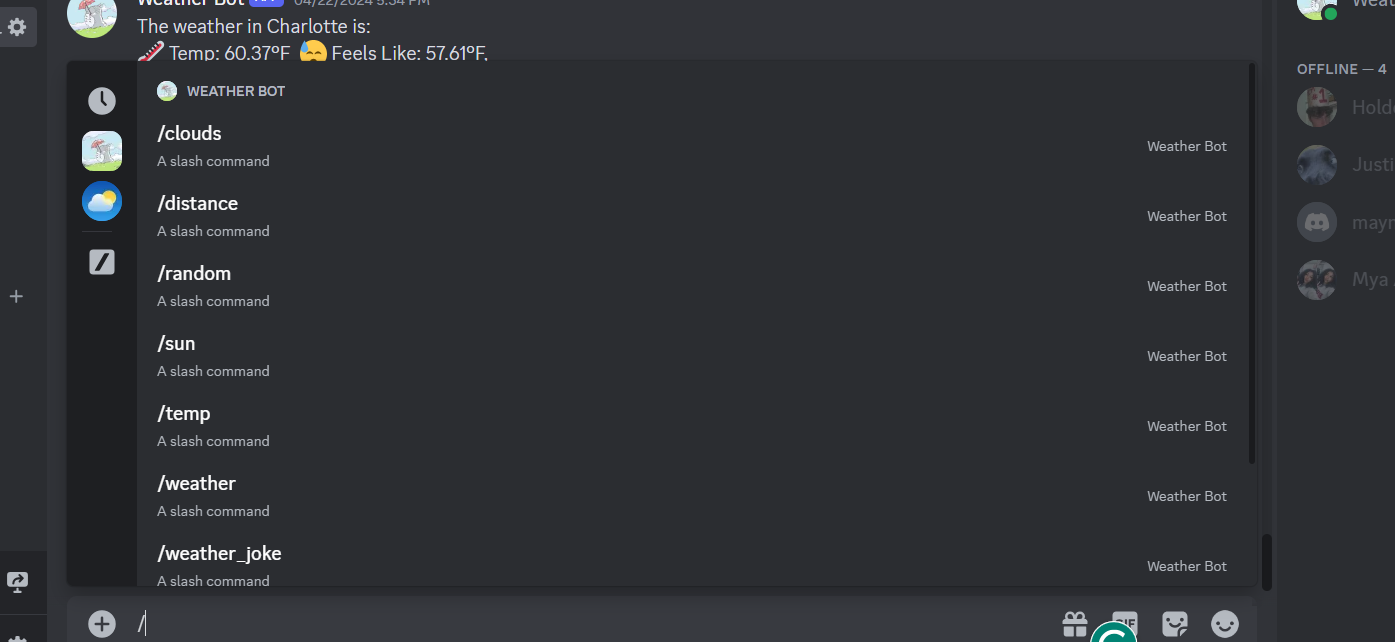 Weather Bot APP 04/22/2024 5:34 PM
The weather in Charlotte is:
Temp: 60.37°F Feels Like: 57.61°F,
WEATHER BOT
/clouds
A slash command
Weather Bot
/distance
A slash command
Weather Bot
/random
A slash command
Weather Bot
/sun
A slash command
Weather Bot
/temp
A slash command
Weather Bot
/weather
A slash command
Weather Bot
/weather_joke
A slash command
Weather Bot
/
GIF
Weat
OFFLINE — 4
Holde
Justi
mayn
Mya